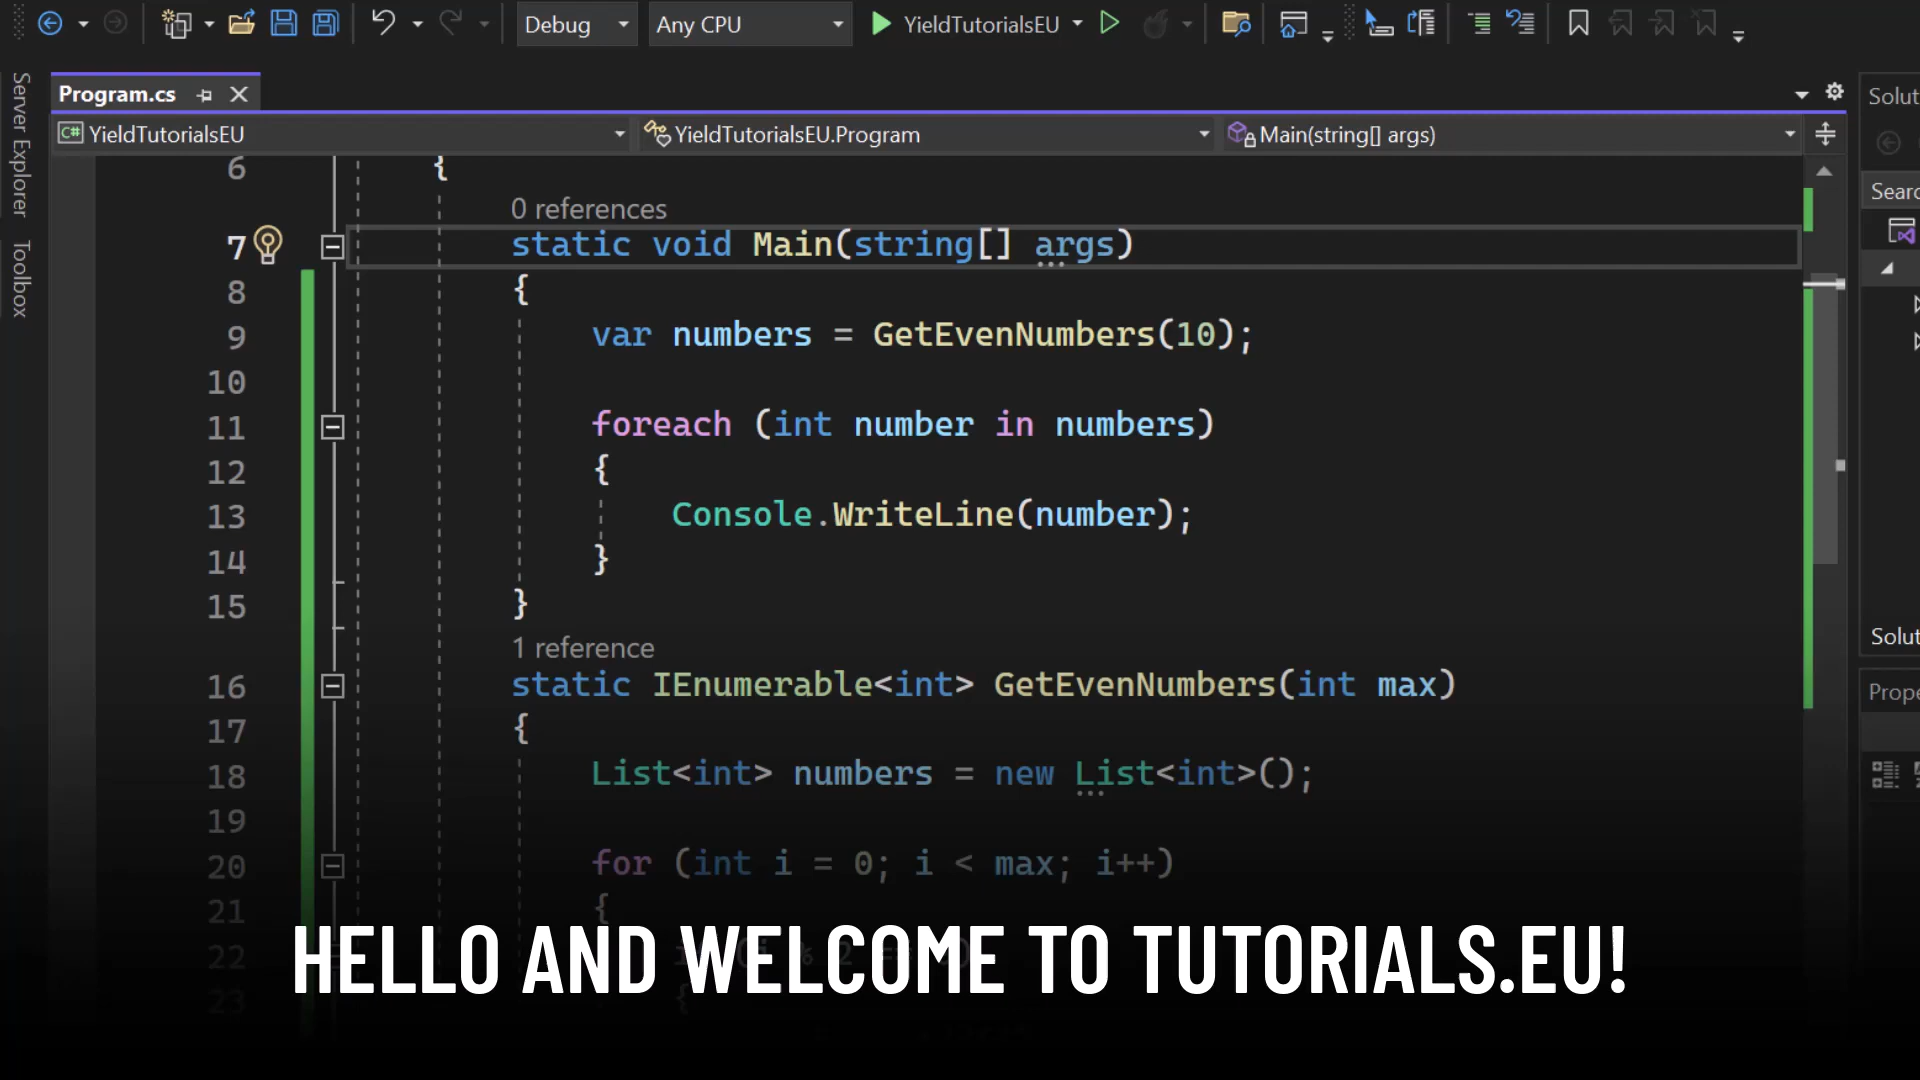 Debug Any CPU YieldTutorialsEU
Server Explorer
Toolbox
Program.cs
YieldTutorialsEU YieldTutorialsEU.Program Main(string[] args)
6 {
0 references
7 static void Main(string[] args)
8 {
9 var numbers = GetEvenNumbers(10);
10
11 foreach (int number in numbers)
12 {
13 Console.WriteLine(number);
14 }
15 }
1 reference
16 static IEnumerable<int> GetEvenNumbers(int max)
17 {
18 List<int> numbers = new List<int>();
19
20 for (int i = 0; i < max; i++)
21 {
22
23 {
HELLO AND WELCOME TO TUTORIALS.EU!
Solut
Searc
Solut
Prope